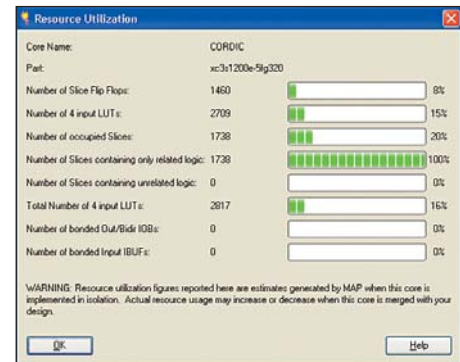 Resource Utilization
Core Name: CORDIC
Part: xc3s1200e-5fg320
Number of Slice Flip Flops: 1460 8%
Number of 4 input LUTs: 2709 15%
Number of occupied Slices: 1738 20%
Number of Slices containing only related logic: 1738 100%
Number of Slices containing unrelated logic: 0 0%
Total Number of 4 input LUTs: 2817 16%
Number of bonded Out/Bidir IOBs: 0 0%
Number of bonded Input IBUFs: 0 0%
WARNING: Resource utilization figures reported here are estimates generated by MAP when this core is
implemented in isolation. Actual resource usage may increase or decrease when this core is merged with your
design.
OK Help